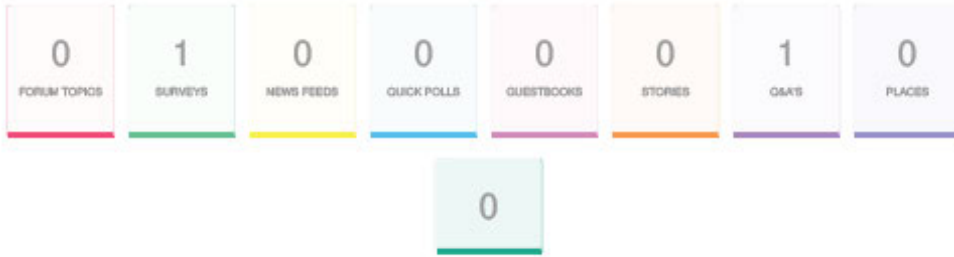 0 1 0 0 0 0 1 0
FORUM TOPICS SURVEYS NEWS FEEDS QUICK POLLS GUESTBOOKS STORIES Q&A'S PLACES
0